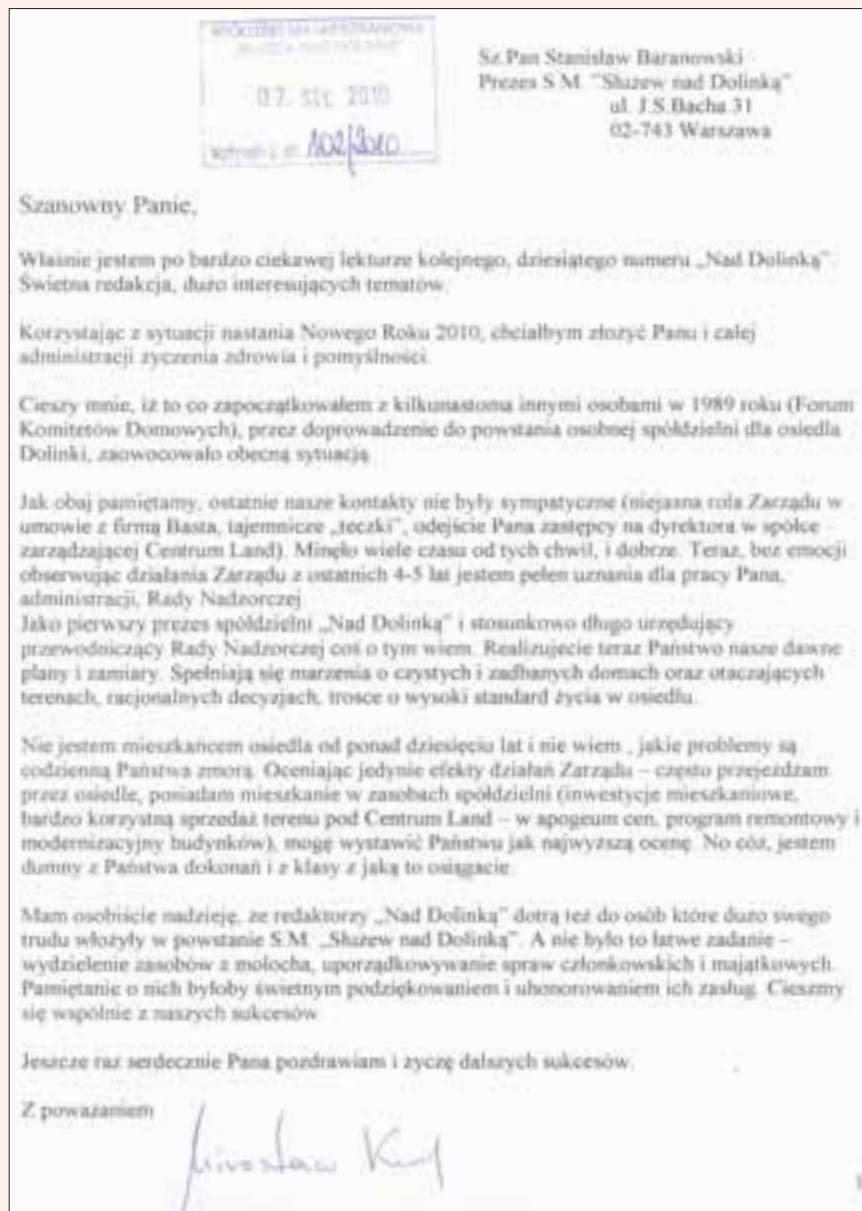 SPÓŁDZIELNIA MIESZKANIOWA
07. STY. 2010
102/2010
Sz.Pan Stanisław Baranowski
Prezes S.M. "Służew nad Dolinką"
ul. J.S.Bacha 31
02-743 Warszawa
Szanowny Panie,
Właśnie jestem po bardzo ciekawej lekturze kolejnego, dziesiątego numeru „Nad Dolinką”.
Świetna redakcja, dużo interesujących tematów.
Korzystając z sytuacji nastania Nowego Roku 2010, chciałbym złożyć Panu i całej
administracji życzenia zdrowia i pomyślności.
Cieszy mnie, iż to co zapoczątkowałem z kilkunastoma innymi osobami w 1989 roku (Forum
Komitetów Domowych), przez doprowadzenie do powstania osobnej spółdzielni dla osiedla
Dolinki, zaowocowało obecną sytuacją.
Jak obaj pamiętamy, ostatnie nasze kontakty nie były sympatyczne (niejasna rola Zarządu w
umowie z firmą Basta, tajemnicze „teczki”, odejście Pana zastępcy na dyrektora w spółce
zarządzającej Centrum Land). Minęło wiele czasu od tych chwil, i dobrze. Teraz, bez emocji
obserwując działania Zarządu z ostatnich 4-5 lat jestem pełen uznania dla pracy Pana,
administracji, Rady Nadzorczej.
Jako pierwszy prezes spółdzielni „Nad Dolinką” i stosunkowo długo urzędujący
przewodniczący Rady Nadzorczej coś o tym wiem. Realizujecie teraz Państwo nasze dawne
plany i zamiary. Spełniają się marzenia o czystych i zadbanych domach oraz otaczających
terenach, racjonalnych decyzjach, trosce o wysoki standard życia w osiedlu.
Nie jestem mieszkańcem osiedla od ponad dziesięciu lat i nie wiem , jakie problemy są
codzienną Państwa zmorą. Oceniając jedynie efekty działań Zarządu – często przejeżdżam
przez osiedle, posiadam mieszkanie w zasobach spółdzielni (inwestycje mieszkaniowe,
bardzo korzystną sprzedaż terenu pod Centrum Land – w apogeum cen, program remontowy i
modernizacyjny budynków), mogę wystawić Państwu jak najwyższą ocenę. No cóż, jestem
dumny z Państwa dokonań i z klasy z jaką to osiągacie.
Mam osobiście nadzieję, że redaktorzy „Nad Dolinką” dotrą też do osób które dużo swego
trudu włożyły w powstanie S.M. „Służew nad Dolinką”. A nie było to łatwe zadanie –
wydzielenie zasobów z molocha, uporządkowywanie spraw członkowskich i majątkowych.
Pamiętanie o nich byłoby świetnym podziękowaniem i uhonorowaniem ich zasług. Cieszmy
się wspólnie z naszych sukcesów.
Jeszcze raz serdecznie Pana pozdrawiam i życzę dalszych sukcesów.
Z poważaniem
Mirosław